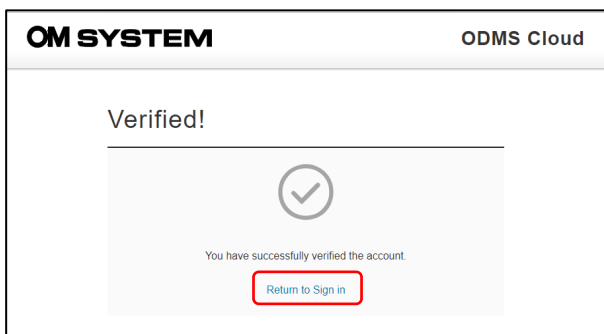 OM SYSTEM
ODMS Cloud
Verified!
You have successfully verified the account.
Return to Sign in